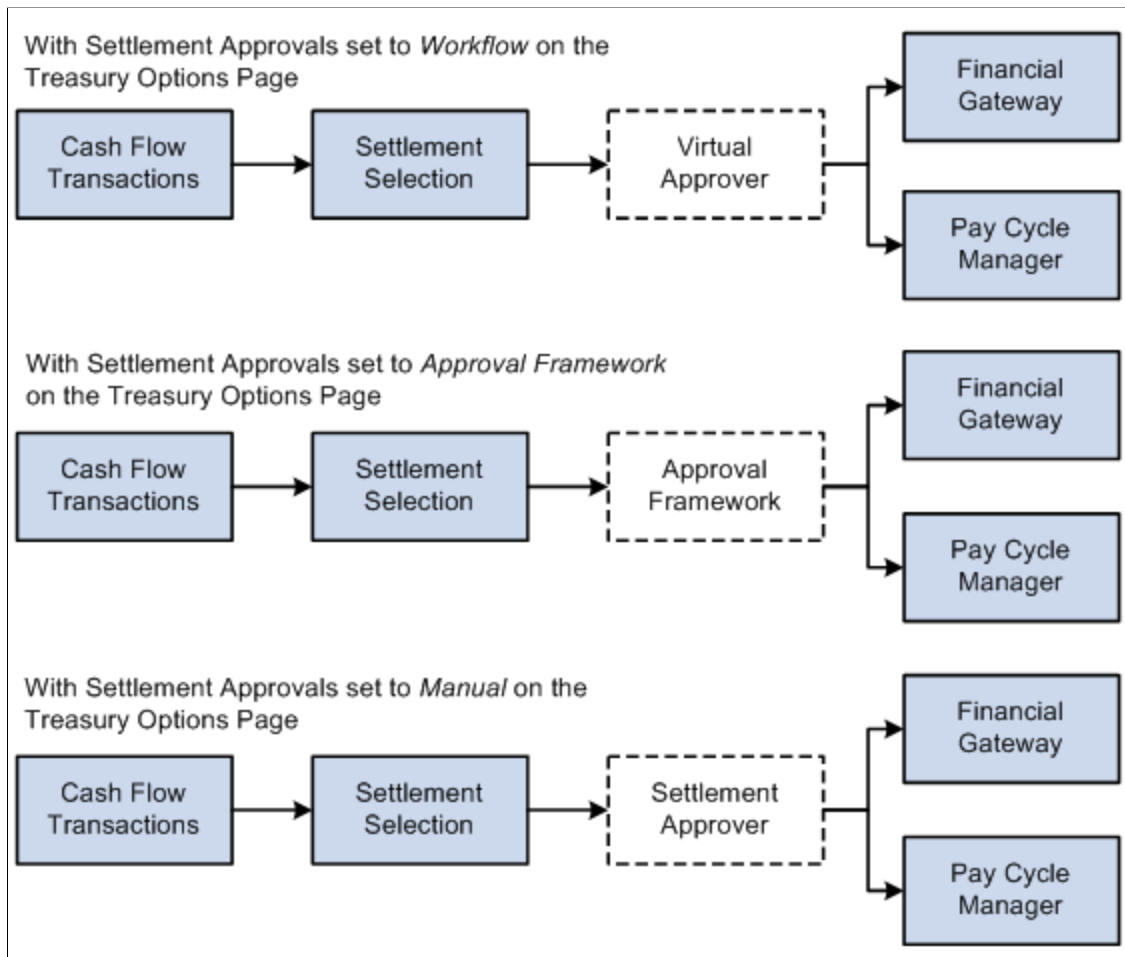 With Settlement Approvals set to Workflow on the
Treasury Options Page
Cash Flow
Transactions
Settlement
Selection
Virtual
Approver
Financial
Gateway
Pay Cycle
Manager
With Settlement Approvals set to Approval Framework
on the Treasury Options Page
Cash Flow
Transactions
Settlement
Selection
Approval
Framework
Financial
Gateway
Pay Cycle
Manager
With Settlement Approvals set to Manual on the
Treasury Options Page
Cash Flow
Transactions
Settlement
Selection
Settlement
Approver
Financial
Gateway
Pay Cycle
Manager